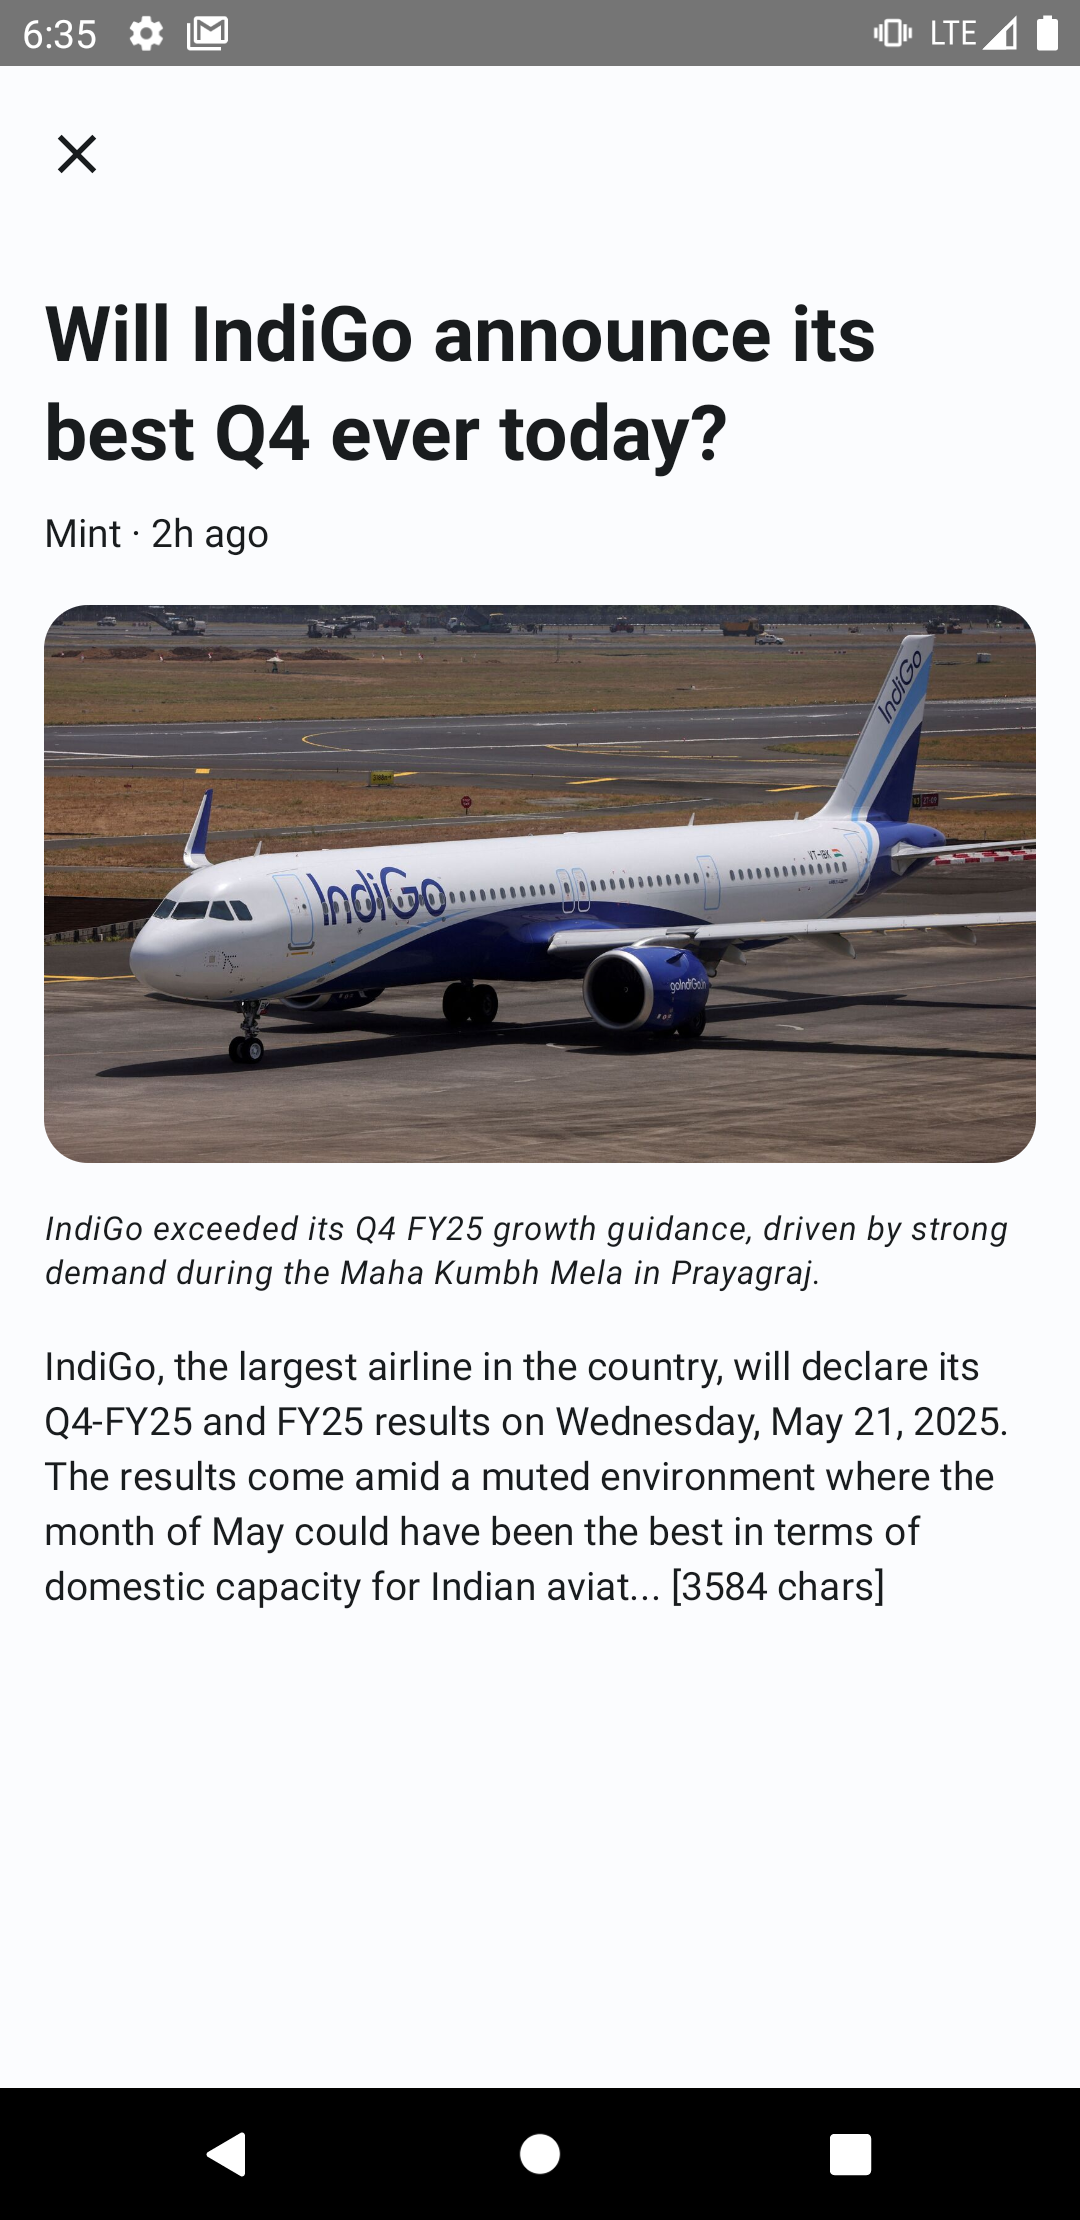 6:35
LTE
Will IndiGo announce its
best Q4 ever today?
Mint · 2h ago
IndiGo
IndiGo
VT-IBK
goIndiGo.in
IndiGo exceeded its Q4 FY25 growth guidance, driven by strong
demand during the Maha Kumbh Mela in Prayagraj.
IndiGo, the largest airline in the country, will declare its
Q4-FY25 and FY25 results on Wednesday, May 21, 2025.
The results come amid a muted environment where the
month of May could have been the best in terms of
domestic capacity for Indian aviat... [3584 chars]